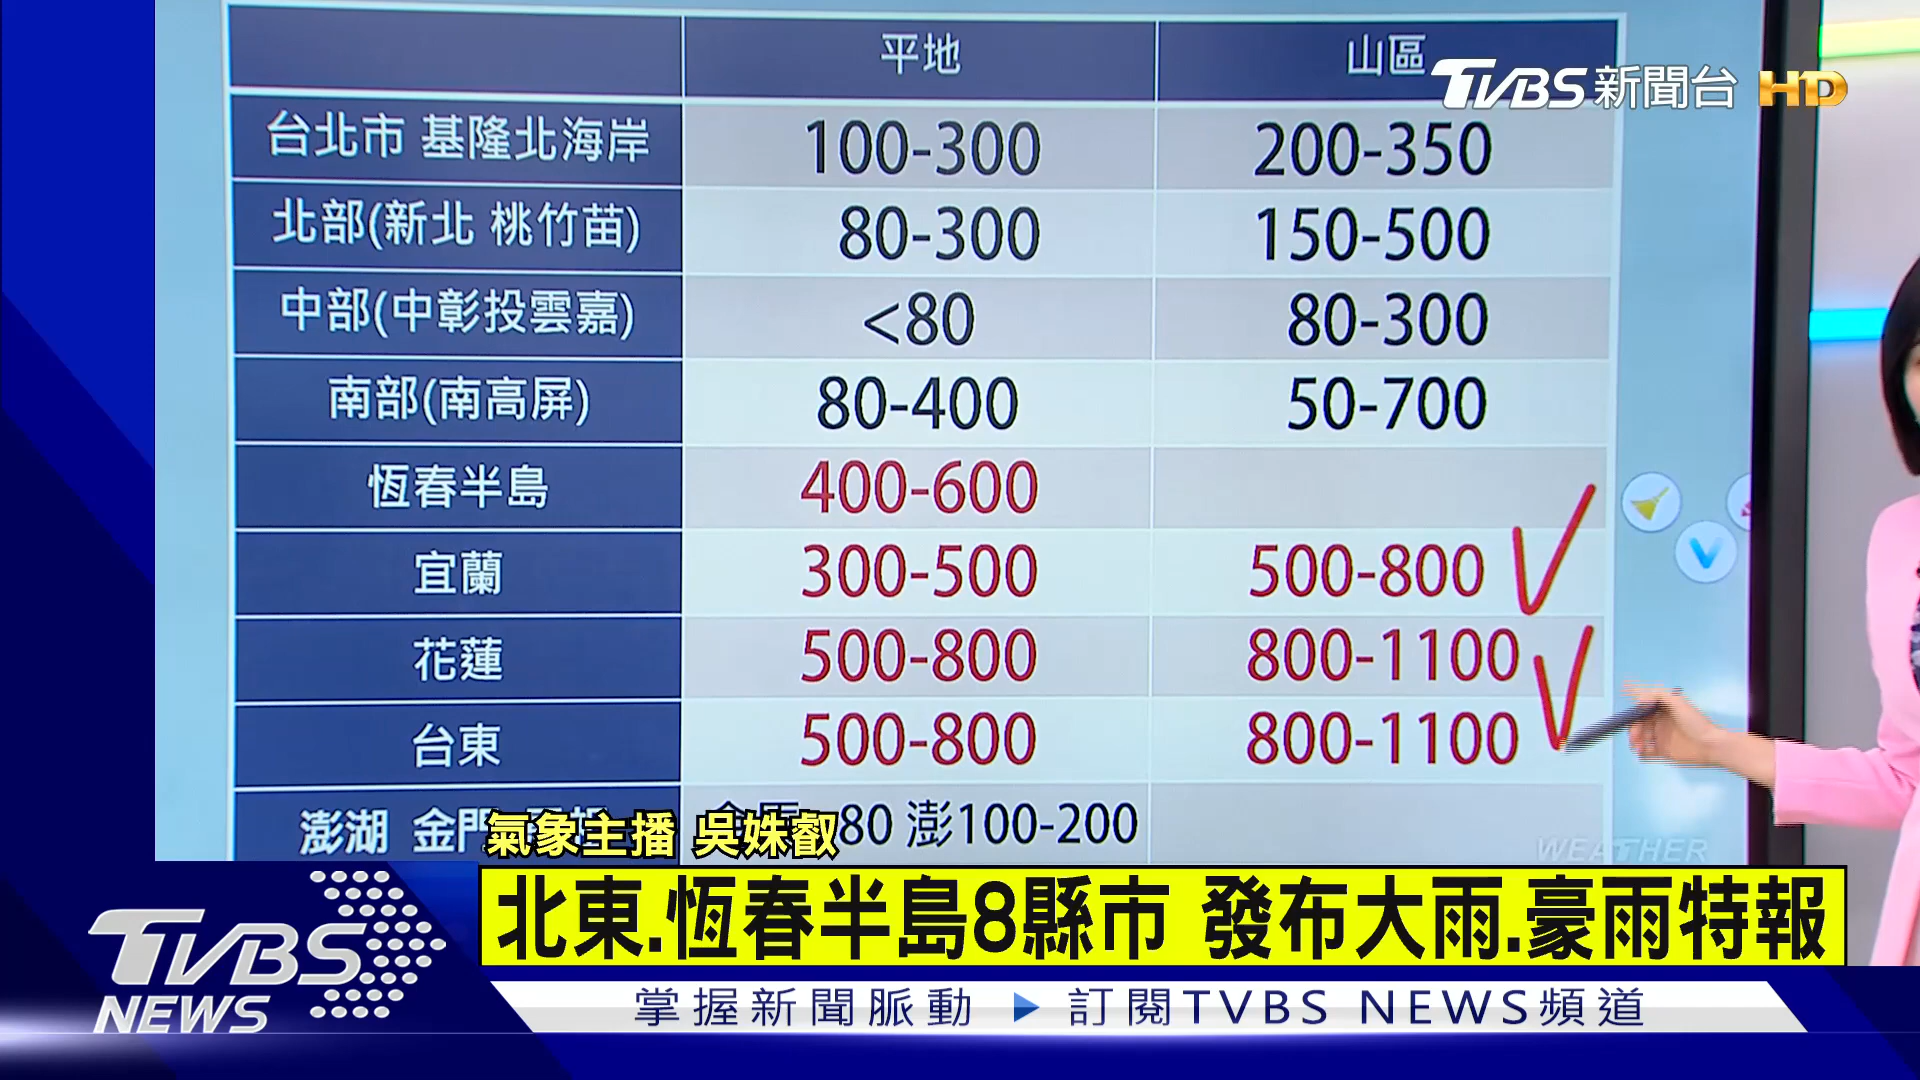 平地 山區
TVBS新聞台 HD
台北市 基隆北海岸 100-300 200-350
北部(新北 桃竹苗) 80-300 150-500
中部(中彰投雲嘉) <80 80-300
南部(南高屏) 80-400 50-700
恆春半島 400-600
宜蘭 300-500 500-800
花蓮 500-800 800-1100
台東 500-800 800-1100
澎湖 金門 80 澎100-200
WEATHER
氣象主播 吳姝叡
北東.恆春半島8縣市 發布大雨.豪雨特報
TVBS
NEWS
掌握新聞脈動 ▶ 訂閱TVBS NEWS頻道